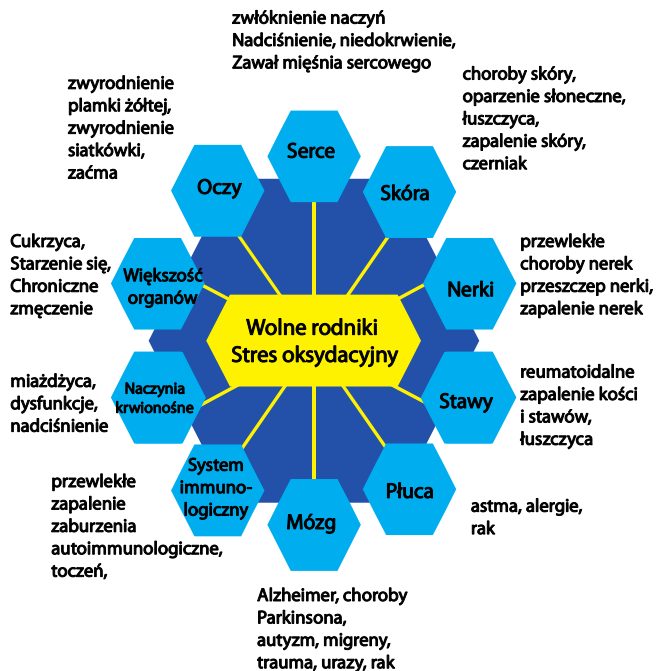 zwłóknienie naczyń
Nadciśnienie, niedokrwienie,
Zawał mięśnia sercowego
Serce
choroby skóry,
oparzenie słoneczne,
łuszczyca,
zapalenie skóry,
czerniak
Skóra
przewlekłe
choroby nerek
przeszczep nerki,
zapalenie nerek
Nerki
reumatoidalne
zapalenie kości
i stawów,
łuszczyca
Stawy
astma, alergie,
rak
Płuca
Mózg
Alzheimer, choroby
Parkinsona,
autyzm, migreny,
trauma, urazy, rak
System
immuno-
logiczny
przewlekłe
zapalenie
zaburzenia
autoimmunologiczne,
toczeń,
Naczynia
krwionośne
miażdżyca,
dysfunkcje,
nadciśnienie
Większość
organów
Cukrzyca,
Starzenie się,
Chroniczne
zmęczenie
Oczy
zwyrodnienie
plamki żółtej,
zwyrodnienie
siatkówki,
zaćma
Wolne rodniki
Stres oksydacyjny